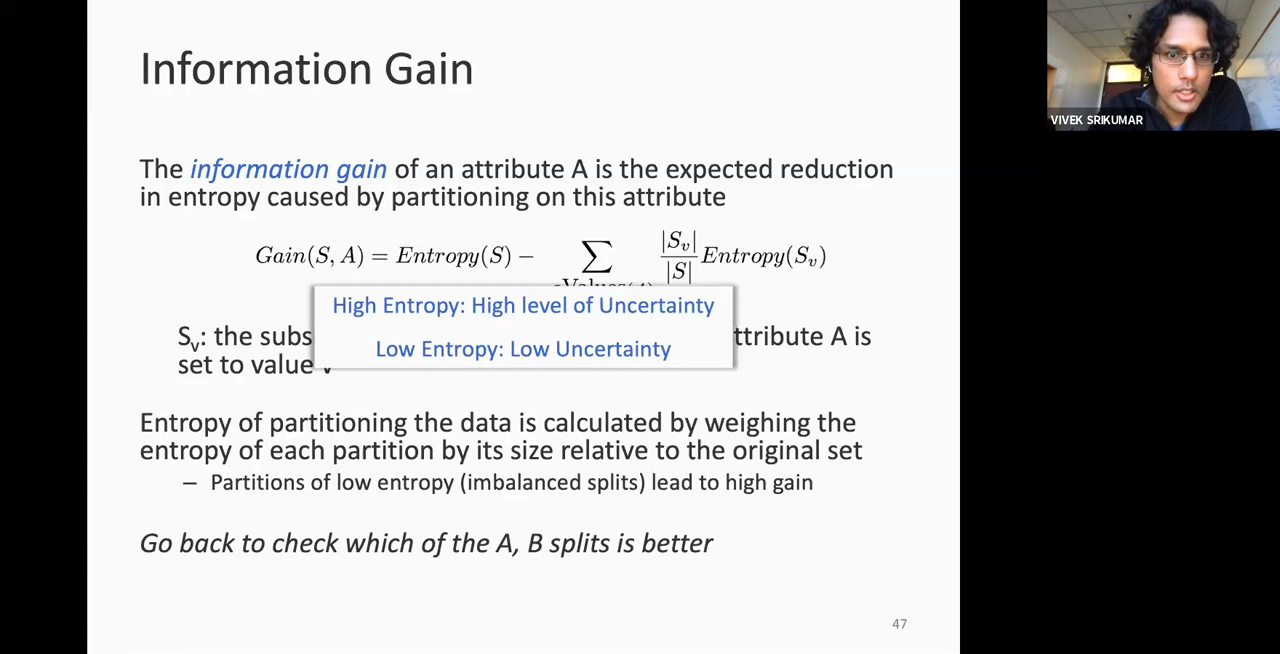 Information Gain
VIVEK SRIKUMAR
The information gain of an attribute A is the expected reduction
in entropy caused by partitioning on this attribute
Gain(S, A) = Entropy(S) − ∑ |Sᵥ|/|S| Entropy(Sᵥ)
High Entropy: High level of Uncertainty
Low Entropy: Low Uncertainty
Sᵥ: the subs ttribute A is
set to value v
Entropy of partitioning the data is calculated by weighing the
entropy of each partition by its size relative to the original set
– Partitions of low entropy (imbalanced splits) lead to high gain
Go back to check which of the A, B splits is better
47